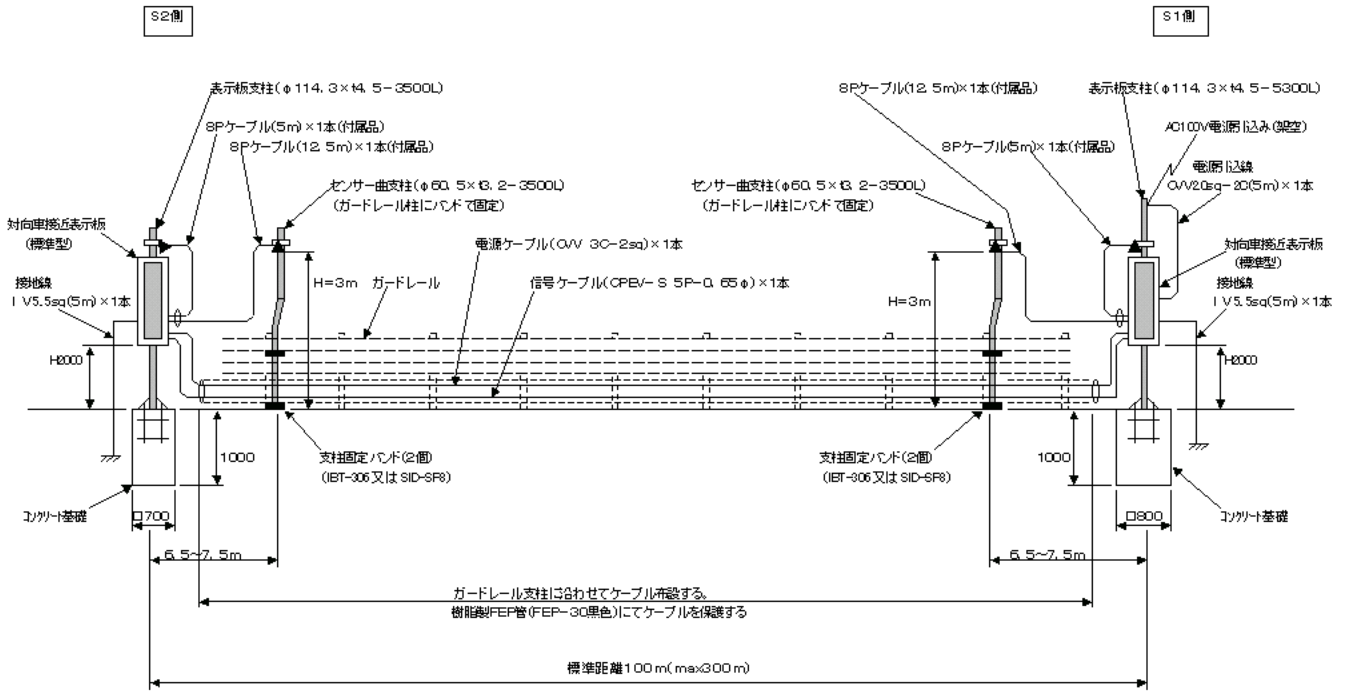 S2側
S1側
表示板支柱(φ114.3×t4.5-3500L)
8Pケーブル(12.5m)×1本(付属品)
表示板支柱(φ114.3×t4.5-5300L)
8Pケーブル(5m)×1本(付属品)
AC100V電源引込み(架空)
8Pケーブル(12.5m)×1本(付属品)
8Pケーブル(5m)×1本(付属品)
電源引込線
CVV2.0sq-2C(5m)×1本
センサー曲支柱(φ60.5×t3.2-3500L)
(ガードレール柱にバンドで固定)
センサー曲支柱(φ60.5×t3.2-3500L)
(ガードレール柱にバンドで固定)
対向車接近表示板
(標準型)
電源ケーブル(CVV 3C-2sq)×1本
対向車接近表示板
(標準型)
接地線
IV5.5sq(5m)×1本
H=3m
ガードレール
信号ケーブル(CPEV-S 5P-0.65φ)×1本
H=3m
接地線
IV5.5sq(5m)×1本
H2000
H2000
1000
支柱固定バンド(2個)
(IBT-306又はSID-SF8)
支柱固定バンド(2個)
(IBT-306又はSID-SF8)
1000
コンクリート基礎
□700
□800
コンクリート基礎
6.5~7.5m
6.5~7.5m
ガードレール支柱に沿わせてケーブル布設する。
樹脂製FEP管(FEP-30黒色)にてケーブルを保護する
標準距離100m(max300m)